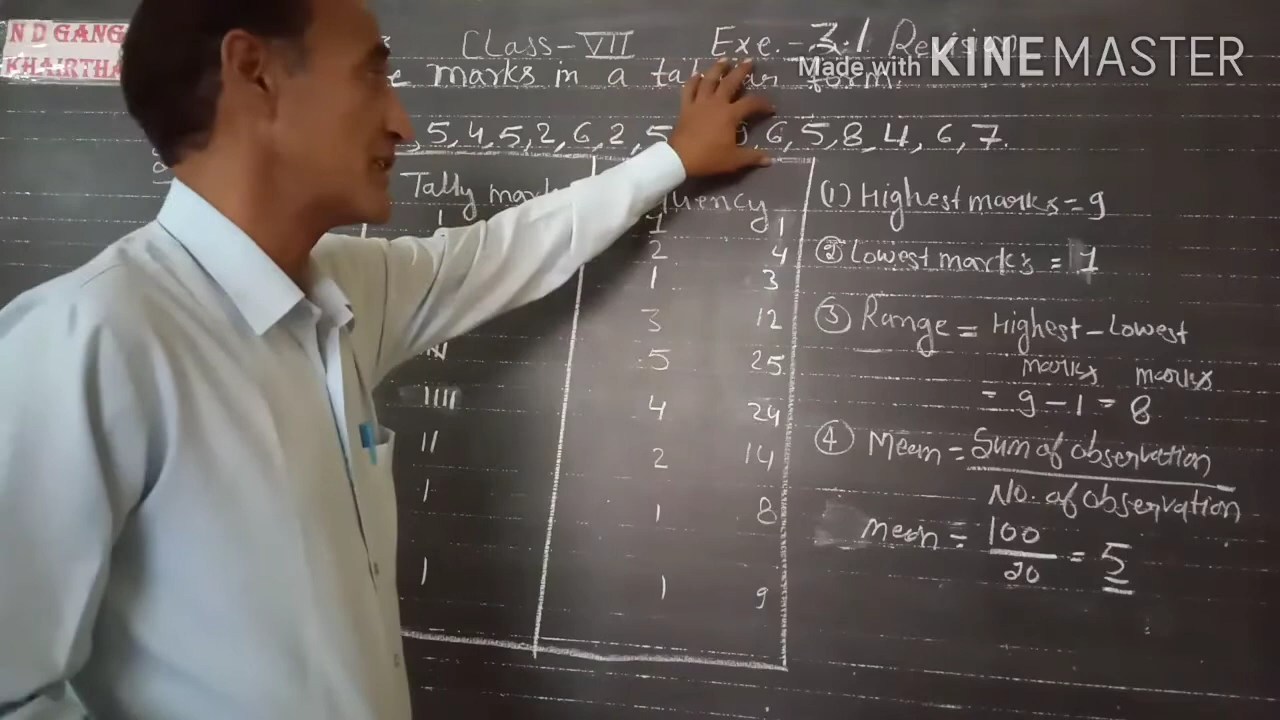 N D GANG
KHAIRTHA
Class-VII Exe.-3.1 Revision
Made with KINEMASTER
marks in a form.
, 5, 4, 5, 2, 6, 2, 5 , 6, 5, 8, 4, 6, 7.
Tally mark uency
| 1 1
2 4
1 3
3 12
5 25
|||| 4 24
|| 2 14
| 1 8
| 1 9
(1) Highest marks = 9
② Lowest marks = 1
③ Range = Highest - Lowest
marks marks
= 9 - 1 = 8
④ Mean = Sum of observation
No. of observation
Mean = 100
20 = 5